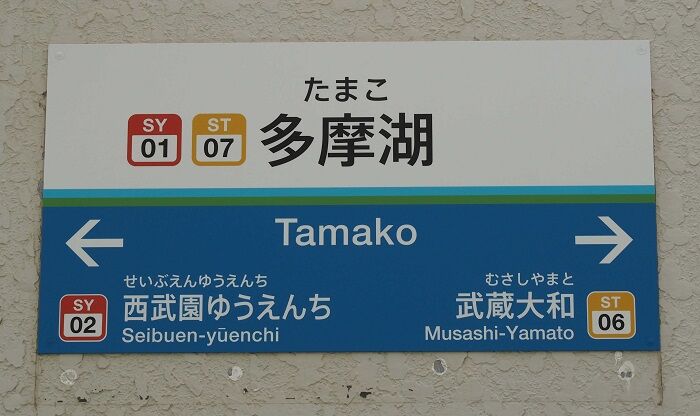 たまこ
SY 01 ST 07 多摩湖
Tamako
← →
せいぶえんゆうえんち
SY 02 西武園ゆうえんち
Seibuen-yūenchi
むさしやまと
武蔵大和 ST 06
Musashi-Yamato